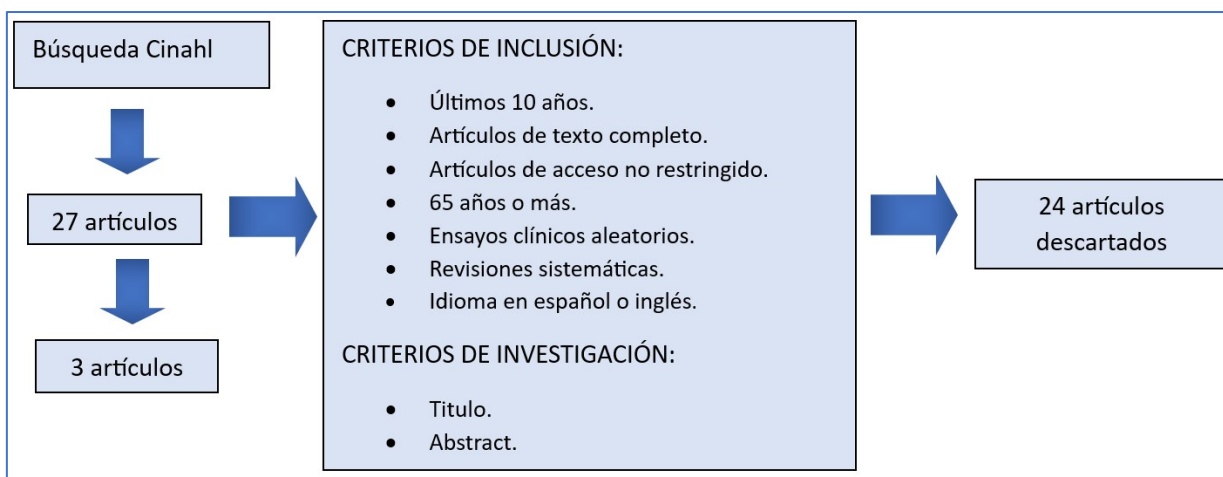 Búsqueda Cinahl
27 artículos
3 artículos
CRITERIOS DE INCLUSIÓN:
• Últimos 10 años.
• Artículos de texto completo.
• Artículos de acceso no restringido.
• 65 años o más.
• Ensayos clínicos aleatorios.
• Revisiones sistemáticas.
• Idioma en español o inglés.
CRITERIOS DE INVESTIGACIÓN:
• Titulo.
• Abstract.
24 artículos
descartados